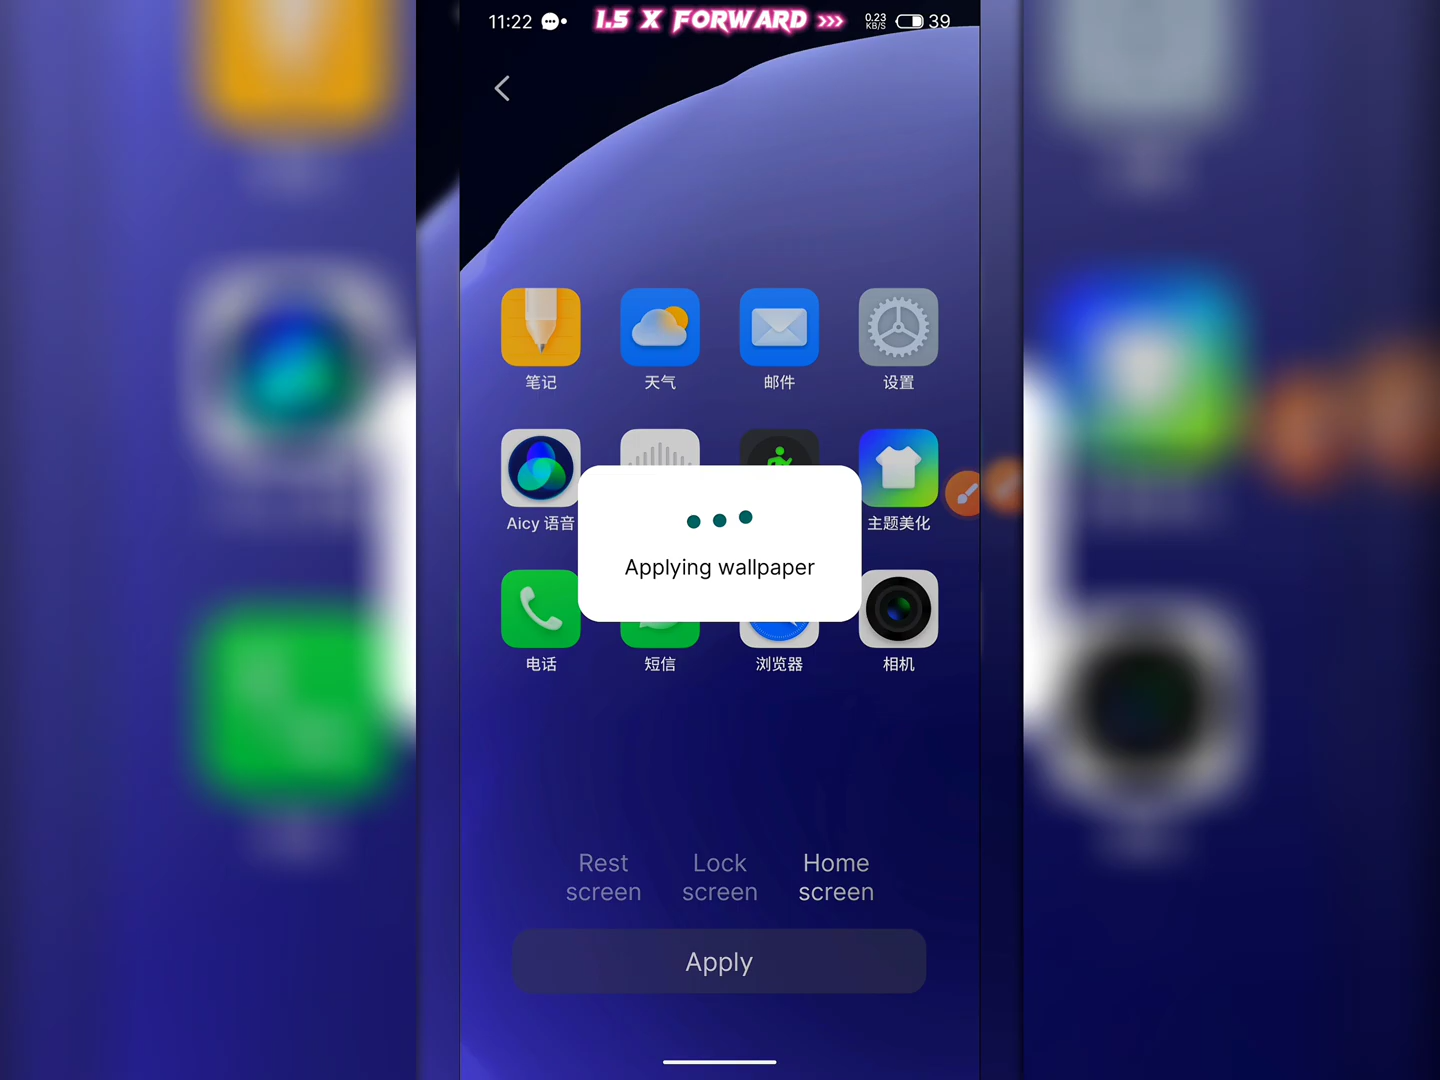 11:22
1.5 X FORWARD >>>
0.23
KB/S
39
笔记
天气
邮件
设置
Aicy 语音
主题美化
Applying wallpaper
电话
短信
浏览器
相机
Rest
screen
Lock
screen
Home
screen
Apply